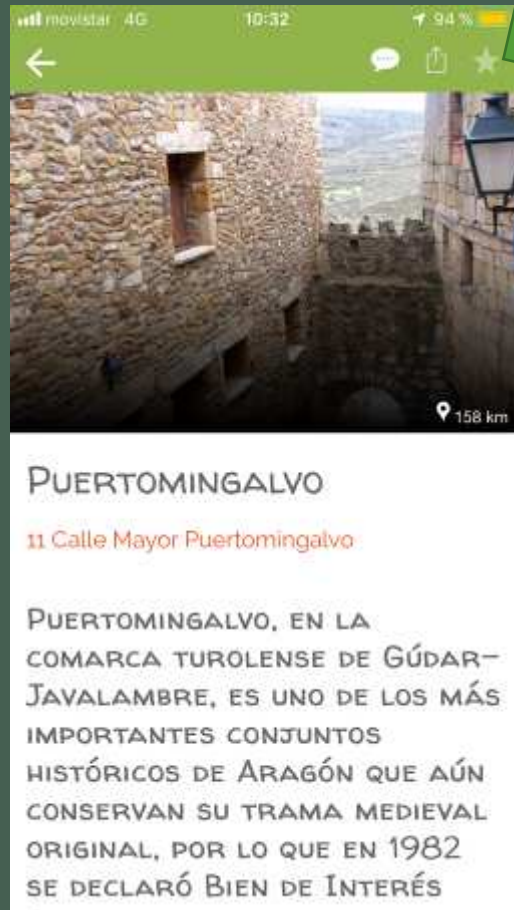 movistar 4G 10:32 94 %
158 km
PUERTOMINGALVO
11 Calle Mayor Puertomingalvo
PUERTOMINGALVO, EN LA
COMARCA TUROLENSE DE GÚDAR-
JAVALAMBRE, ES UNO DE LOS MÁS
IMPORTANTES CONJUNTOS
HISTÓRICOS DE ARAGÓN QUE AÚN
CONSERVAN SU TRAMA MEDIEVAL
ORIGINAL, POR LO QUE EN 1982
SE DECLARÓ BIEN DE INTERÉS